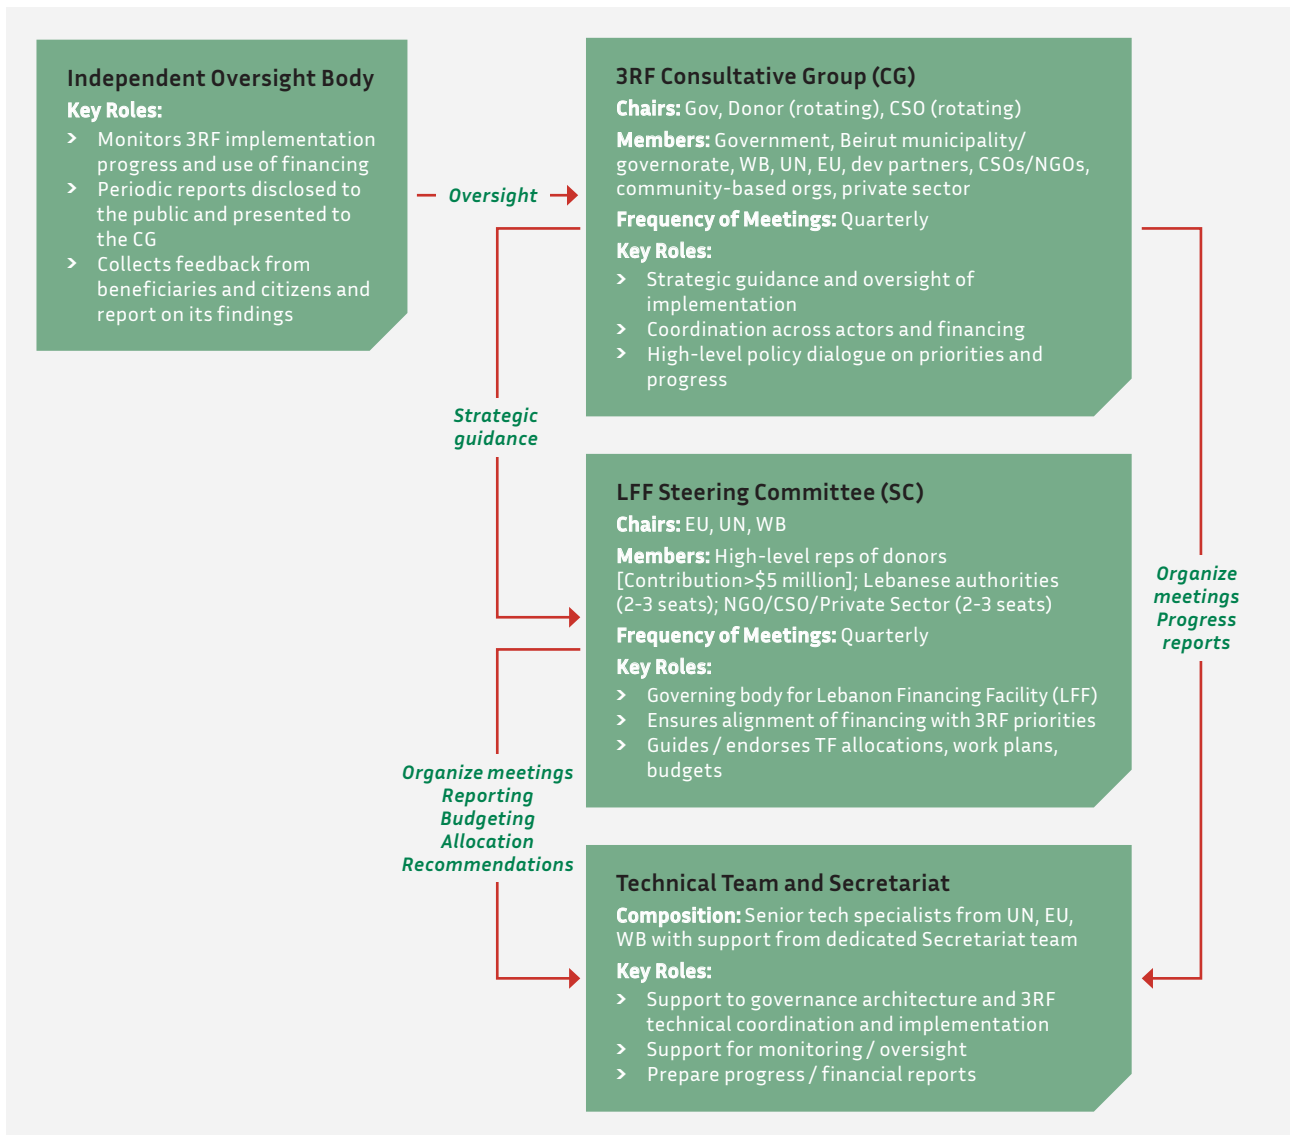 Independent Oversight Body
Key Roles:
> Monitors 3RF implementation
progress and use of financing
> Periodic reports disclosed to
the public and presented to
the CG
> Collects feedback from
beneficiaries and citizens and
report on its findings
Oversight
3RF Consultative Group (CG)
Chairs: Gov, Donor (rotating), CSO (rotating)
Members: Government, Beirut municipality/
governorate, WB, UN, EU, dev partners, CSOs/NGOs,
community-based orgs, private sector
Frequency of Meetings: Quarterly
Key Roles:
> Strategic guidance and oversight of
implementation
> Coordination across actors and financing
> High-level policy dialogue on priorities and
progress
Strategic
guidance
LFF Steering Committee (SC)
Chairs: EU, UN, WB
Members: High-level reps of donors
[Contribution>$5 million]; Lebanese authorities
(2-3 seats); NGO/CSO/Private Sector (2-3 seats)
Frequency of Meetings: Quarterly
Key Roles:
> Governing body for Lebanon Financing Facility (LFF)
> Ensures alignment of financing with 3RF priorities
> Guides / endorses TF allocations, work plans,
budgets
Organize
meetings
Progress
reports
Organize meetings
Reporting
Budgeting
Allocation
Recommendations
Technical Team and Secretariat
Composition: Senior tech specialists from UN, EU,
WB with support from dedicated Secretariat team
Key Roles:
> Support to governance architecture and 3RF
technical coordination and implementation
> Support for monitoring / oversight
> Prepare progress / financial reports